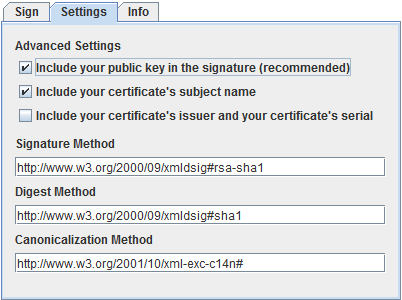 Sign Settings Info
Advanced Settings
Include your public key in the signature (recommended)
Include your certificate's subject name
Include your certificate's issuer and your certificate's serial
Signature Method
http://www.w3.org/2000/09/xmldsig#rsa-sha1
Digest Method
http://www.w3.org/2000/09/xmldsig#sha1
Canonicalization Method
http://www.w3.org/2001/10/xml-exc-c14n#